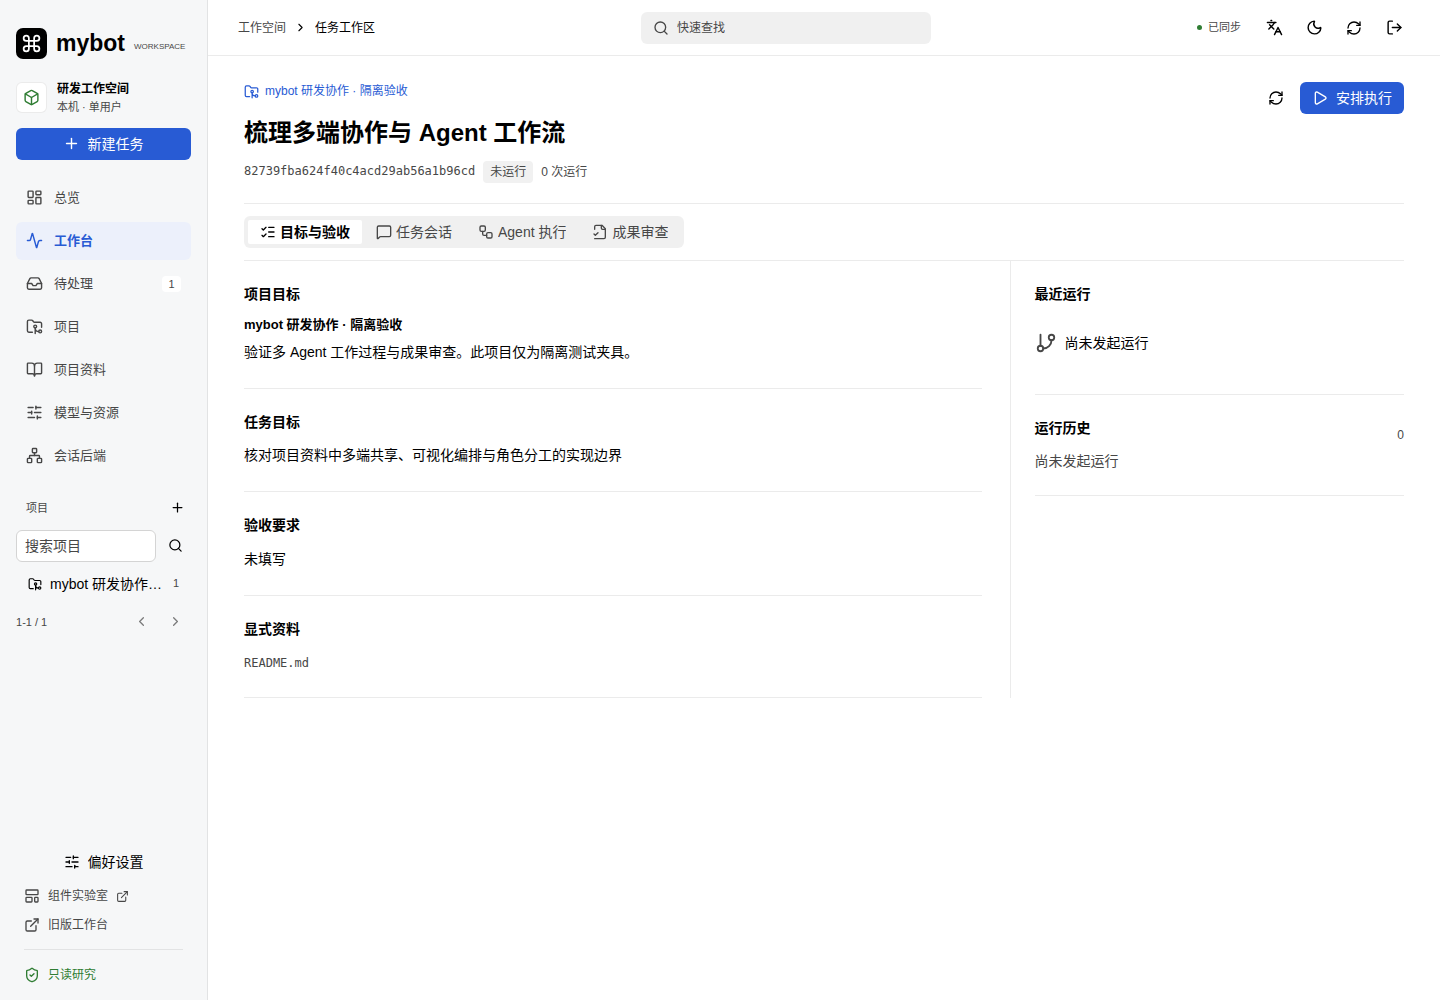 mybot WORKSPACE
研发工作空间
本机 · 单用户
新建任务
总览
工作台
待处理 1
项目
项目资料
模型与资源
会话后端
项目
搜索项目
mybot 研发协作… 1
1-1 / 1
偏好设置
组件实验室
旧版工作台
只读研究
工作空间 任务工作区
快速查找
已同步
mybot 研发协作 · 隔离验收
安排执行
梳理多端协作与 Agent 工作流
82739fba624f40c4acd29ab56a1b96cd 未运行 0 次运行
目标与验收 任务会话 Agent 执行 成果审查
项目目标
mybot 研发协作 · 隔离验收
验证多 Agent 工作过程与成果审查。此项目仅为隔离测试夹具。
任务目标
核对项目资料中多端共享、可视化编排与角色分工的实现边界
验收要求
未填写
显式资料
README.md
最近运行
尚未发起运行
运行历史 0
尚未发起运行